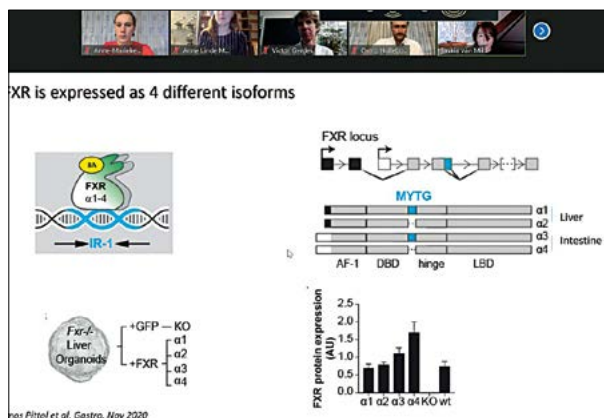 Anne-Marieke
Anne Linde M
Victor
Saskia van Mil
FXR is expressed as 4 different isoforms
BA
FXR
α1-4
IR-1
FXR locus
MYTG
α1
α2
Liver
α3
α4
Intestine
AF-1 DBD hinge LBD
Fxr-/-
Liver
Organoids
+GFP — KO
+FXR
α1
α2
α3
α4
FXR protein expression
(AU)
2.5
2.0
1.5
1.0
0.5
0.0
α1 α2 α3 α4 KO wt
Pittol et al. Gastro, Nov 2020